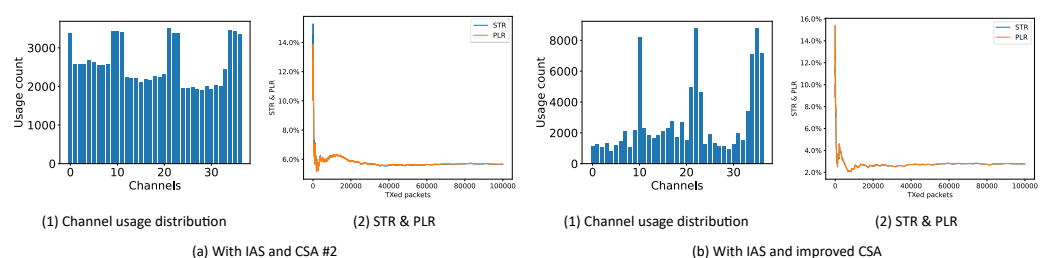 3000
2000
1000
0
Usage count
0 10 20 30
Channels
14.0%
12.0%
10.0%
8.0%
6.0%
STR & PLR
STR
PLR
0 20000 40000 60000 80000 100000
TXed packets
(1) Channel usage distribution
(2) STR & PLR
(a) With IAS and CSA #2
8000
6000
4000
2000
0
Usage count
0 10 20 30
Channels
16.0%
14.0%
12.0%
10.0%
8.0%
6.0%
4.0%
2.0%
STR & PLR
STR
PLR
0 20000 40000 60000 80000 100000
TXed packets
(1) Channel usage distribution
(2) STR & PLR
(b) With IAS and improved CSA